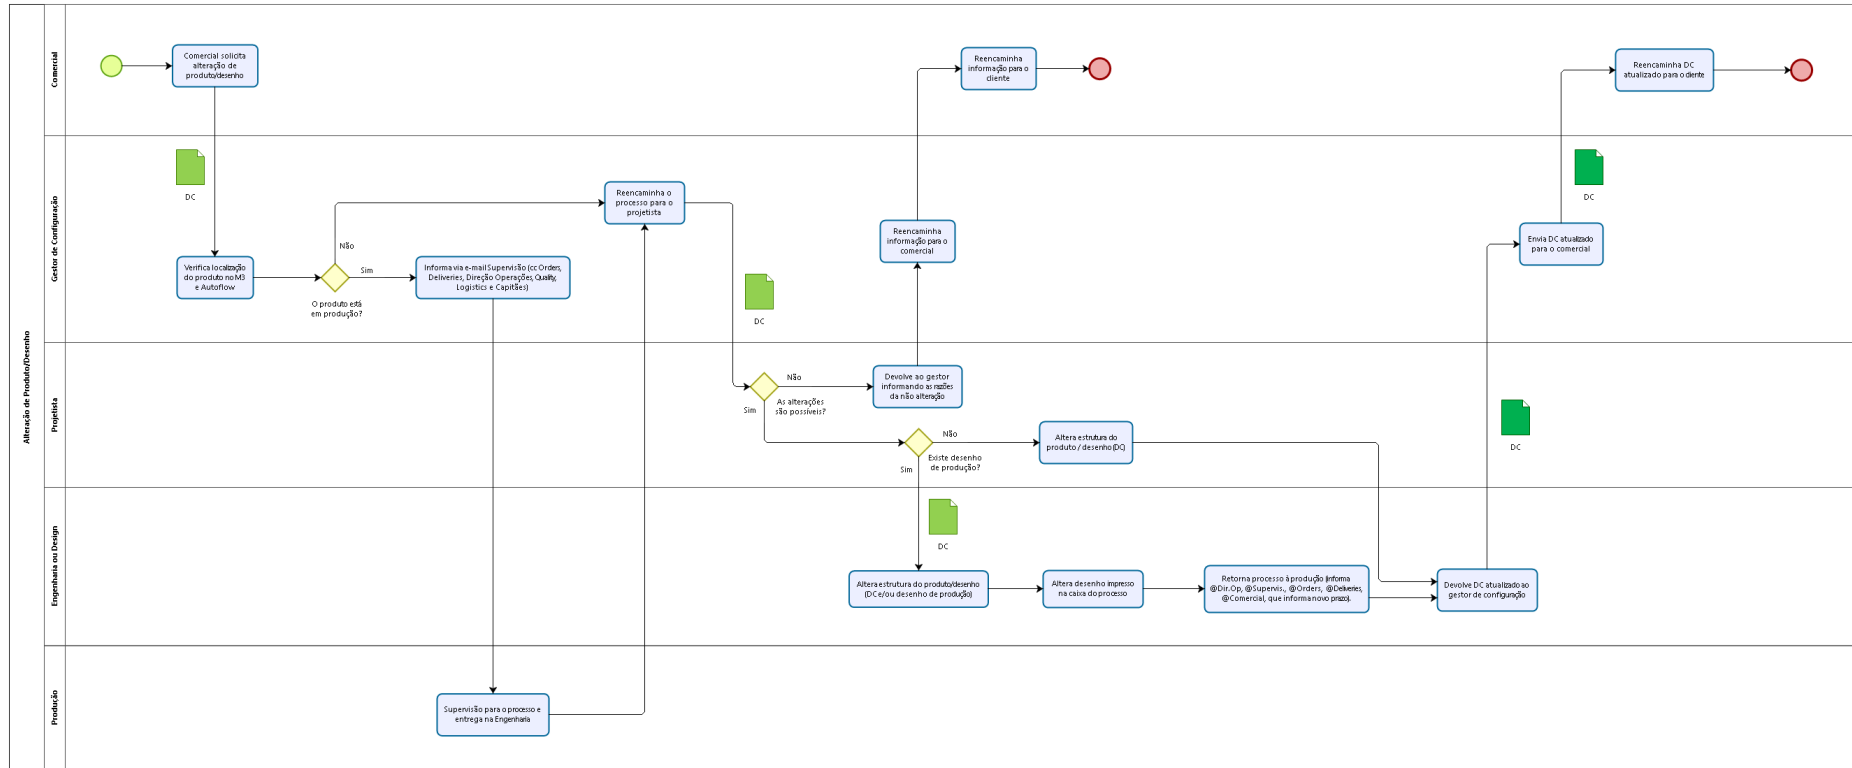 Alteração de Produto/Desenho
Comercial
Comercial solicita
alteração de
produto/desenho
Reencaminha
informação para o
cliente
Reencaminha DC
atualizado para o cliente
Gestor de Configuração
DC
Verifica localização
do produto no M3
e Autoflow
Não
Sim
O produto está
em produção?
Informa via e-mail Supervisão (cc Orders,
Deliveries, Direção Operações, Quality,
Logistics e Capitães)
Reencaminha o
processo para o
projetista
DC
Reencaminha
informação para o
comercial
DC
Envia DC atualizado
para o comercial
Projetista
Não
Sim
As alterações
são possíveis?
Devolve ao gestor
informando as razões
da não alteração
Não
Sim
Existe desenho
de produção?
Altera estrutura do
produto / desenho (DC)
DC
Engenharia ou Design
DC
Altera estrutura do produto/desenho
(DC e/ou desenho de produção)
Altera desenho impresso
na caixa do processo
Retorna processo à produção (informa
@Dir.Op, @Supervis., @Orders, @Deliveries,
@Comercial, que informa novo prazo).
Devolve DC atualizado ao
gestor de configuração
Produção
Supervisão para o processo e
entrega na Engenharia